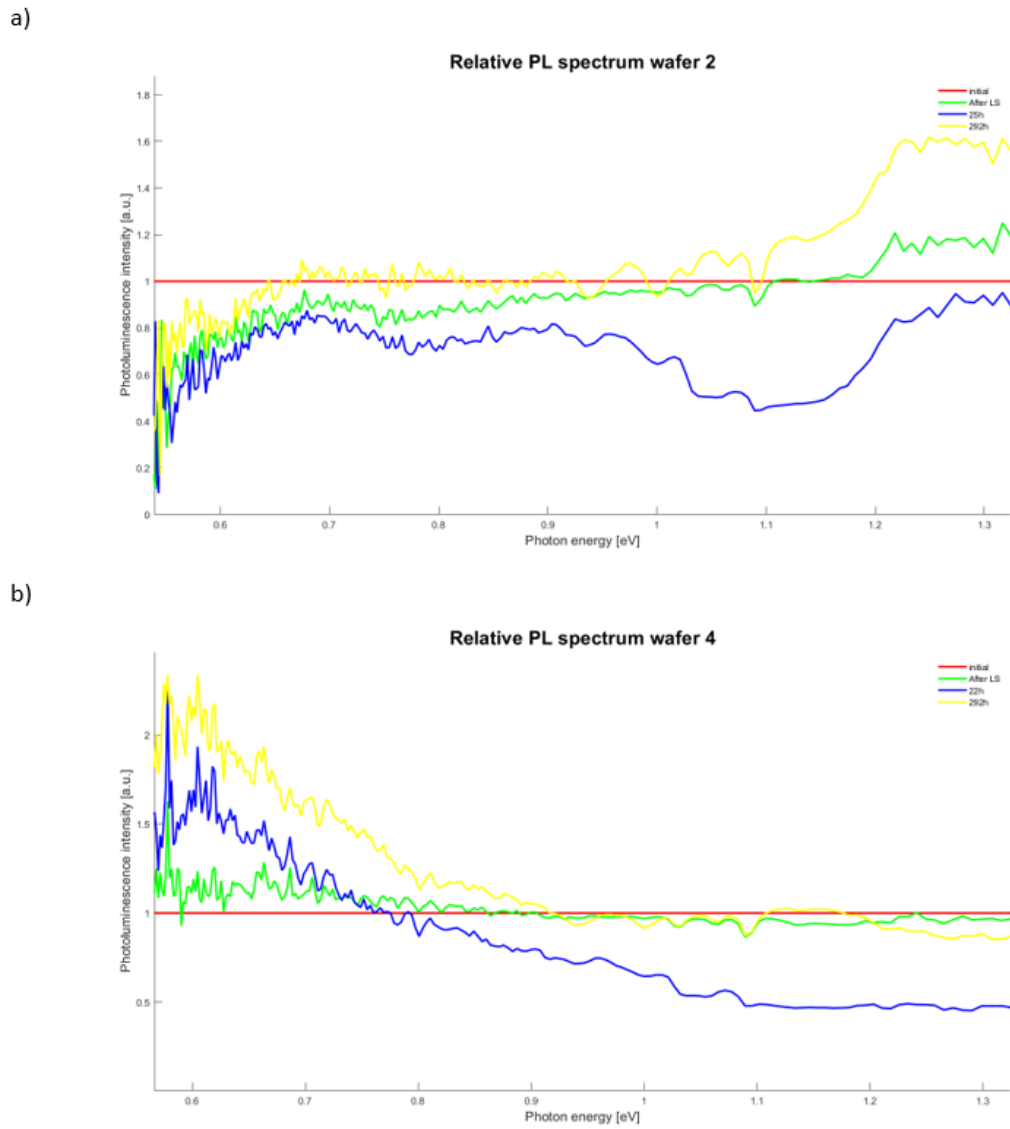 a)
Relative PL spectrum wafer 2
initial
After LS
25h
292h
1.8
1.6
1.4
1.2
1
0.8
0.6
0.4
0.2
0
Photoluminescence intensity [a.u.]
0.6 0.7 0.8 0.9 1 1.1 1.2 1.3
Photon energy [eV]
b)
Relative PL spectrum wafer 4
initial
After LS
22h
292h
2
1.5
1
0.5
Photoluminescence intensity [a.u.]
0.6 0.7 0.8 0.9 1 1.1 1.2 1.3
Photon energy [eV]